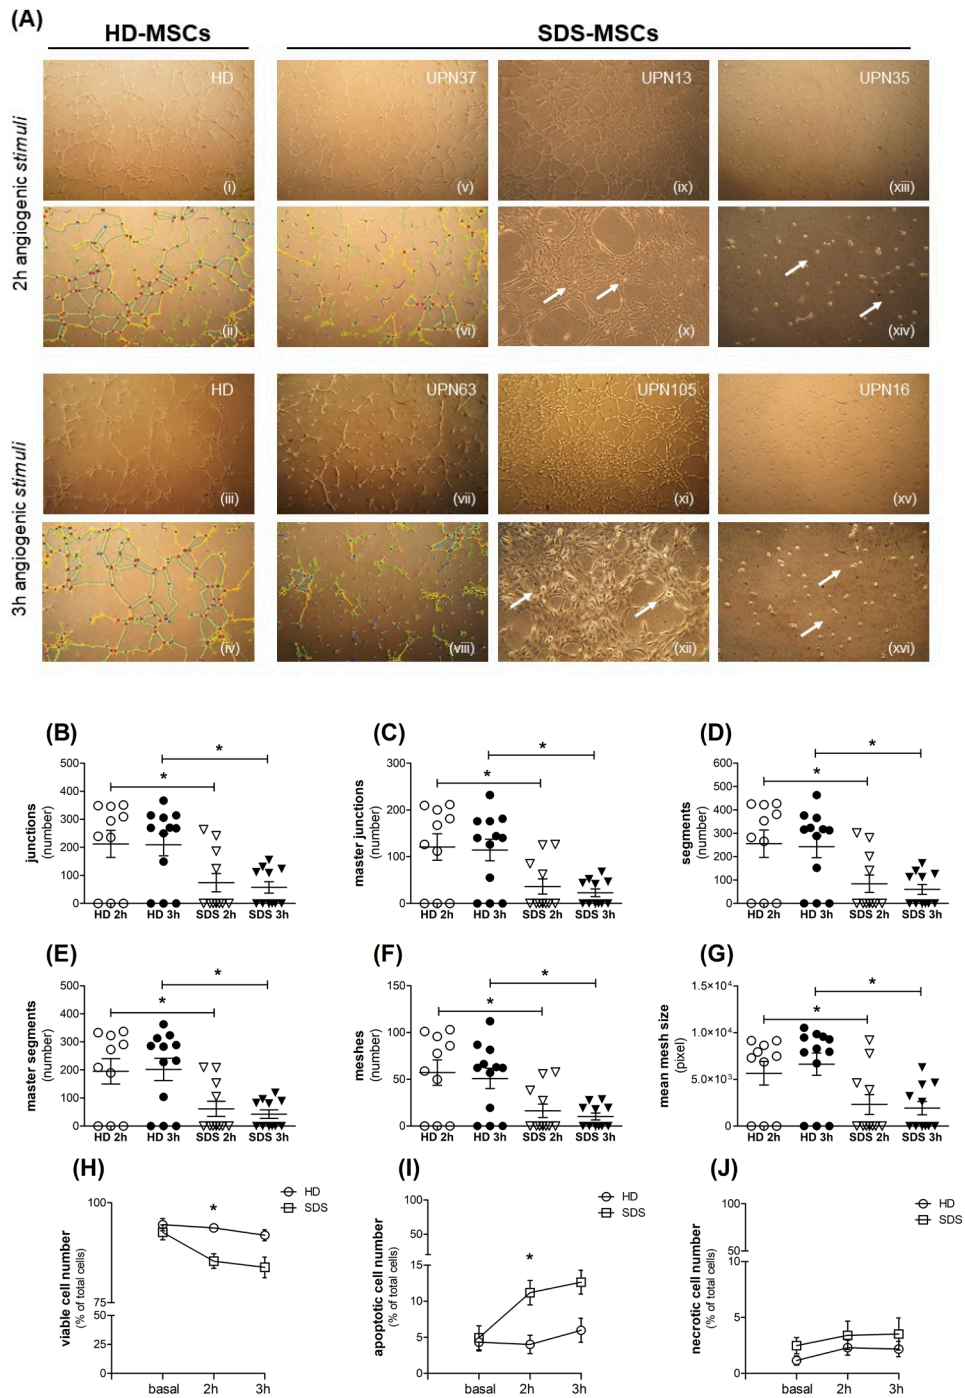 (A)
HD-MSCs
SDS-MSCs
2h angiogenic stimuli
HD
UPN37
UPN13
UPN35
(i)
(v)
(ix)
(xiii)
(ii)
(vi)
(x)
(xiv)
3h angiogenic stimuli
HD
UPN63
UPN105
UPN16
(iii)
(vii)
(xi)
(xv)
(iv)
(viii)
(xii)
(xvi)
(B)
*
*
junctions
(number)
500
400
300
200
100
0
HD 2h HD 3h SDS 2h SDS 3h
(C)
*
*
master junctions
(number)
300
200
100
0
HD 2h HD 3h SDS 2h SDS 3h
(D)
*
*
segments
(number)
600
500
400
300
200
100
0
HD 2h HD 3h SDS 2h SDS 3h
(E)
*
*
master segments
(number)
500
400
300
200
100
0
HD 2h HD 3h SDS 2h SDS 3h
(F)
*
*
meshes
(number)
150
100
50
0
HD 2h HD 3h SDS 2h SDS 3h
(G)
*
*
mean mesh size
(pixel)
1.5×10⁴
1.0×10⁴
5.0×10³
0
HD 2h HD 3h SDS 2h SDS 3h
(H)
HD
SDS
*
viable cell number
(% of total cells)
100
75
50
25
0
basal 2h 3h
(I)
HD
SDS
*
apoptotic cell number
(% of total cells)
100
50
15
10
5
0
basal 2h 3h
(J)
HD
SDS
necrotic cell number
(% of total cells)
100
50
10
5
0
basal 2h 3h